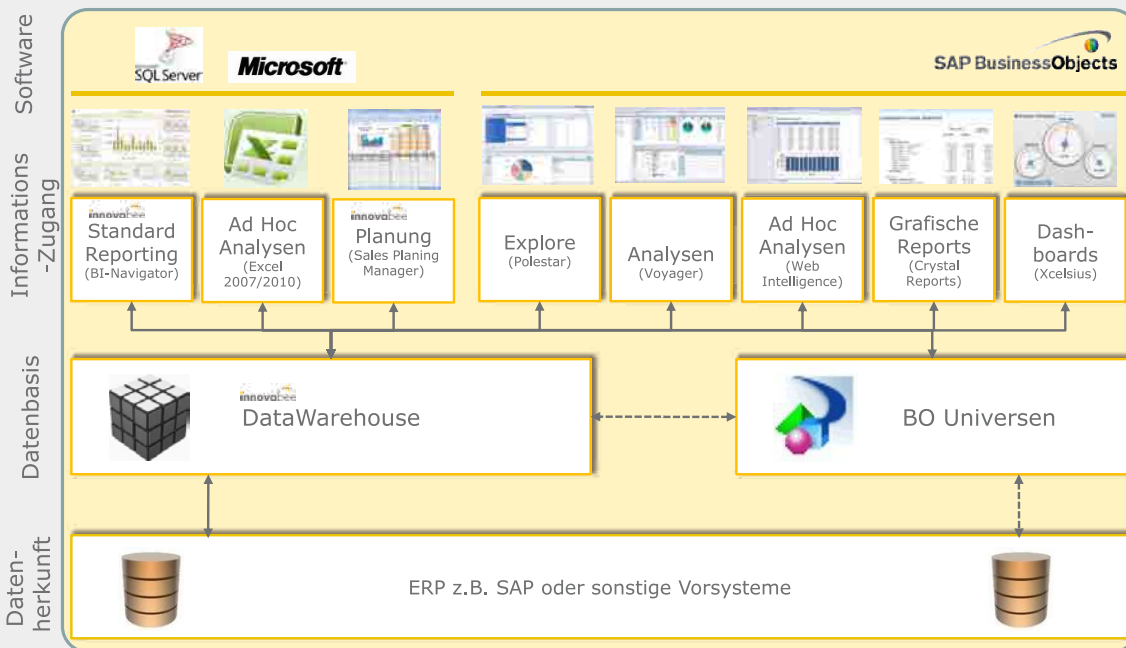 Software
SQL Server
Microsoft
SAP BusinessObjects
Informations
-Zugang
innovabee
Standard
Reporting
(BI-Navigator)
Ad Hoc
Analysen
(Excel
2007/2010)
innovabee
Planung
(Sales Planing
Manager)
Explore
(Polestar)
Analysen
(Voyager)
Ad Hoc
Analysen
(Web
Intelligence)
Grafische
Reports
(Crystal
Reports)
Dash-
boards
(Xcelsius)
Datenbasis
innovabee
DataWarehouse
BO Universen
Daten-
herkunft
ERP z.B. SAP oder sonstige Vorsysteme